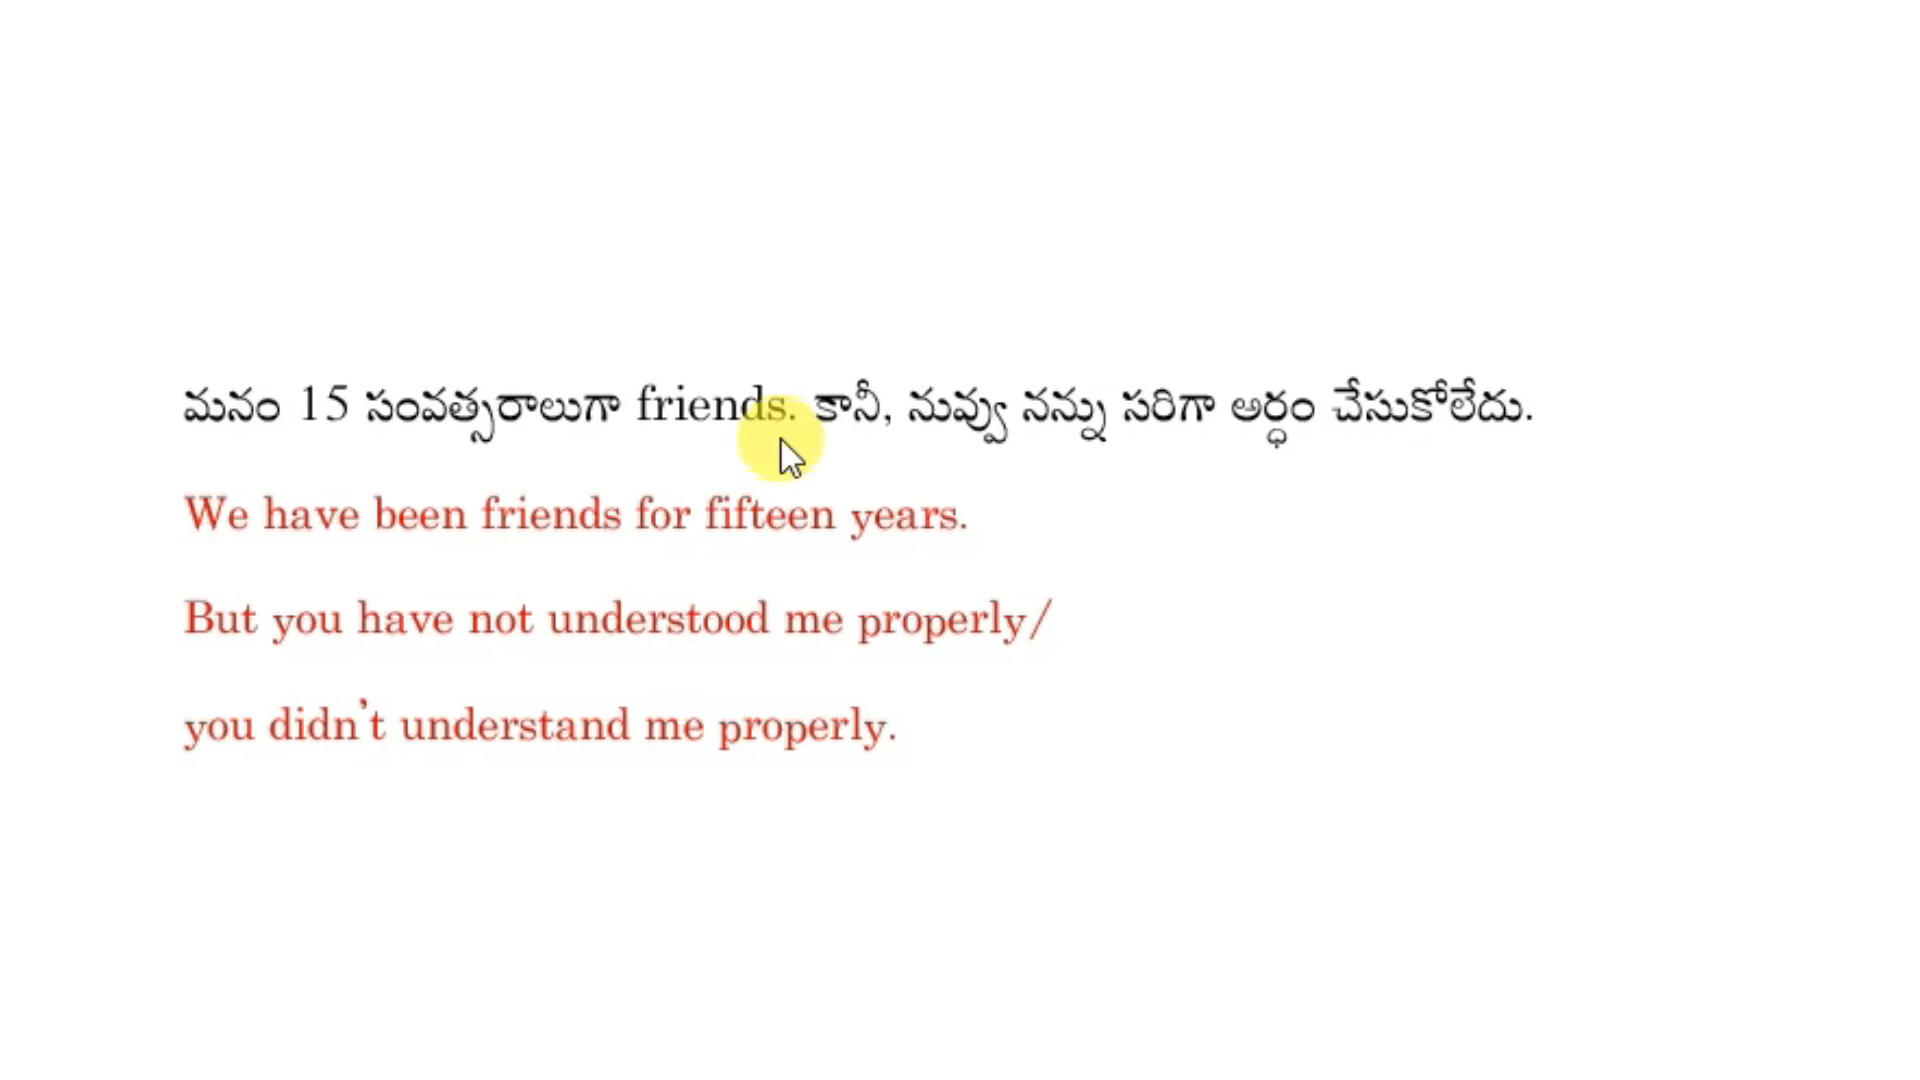 మనం 15 సంవత్సరాలుగా friends. కానీ, నువ్వు నన్ను సరిగా అర్ధం చేసుకోలేదు.
We have been friends for fifteen years.
But you have not understood me properly/
you didn't understand me properly.